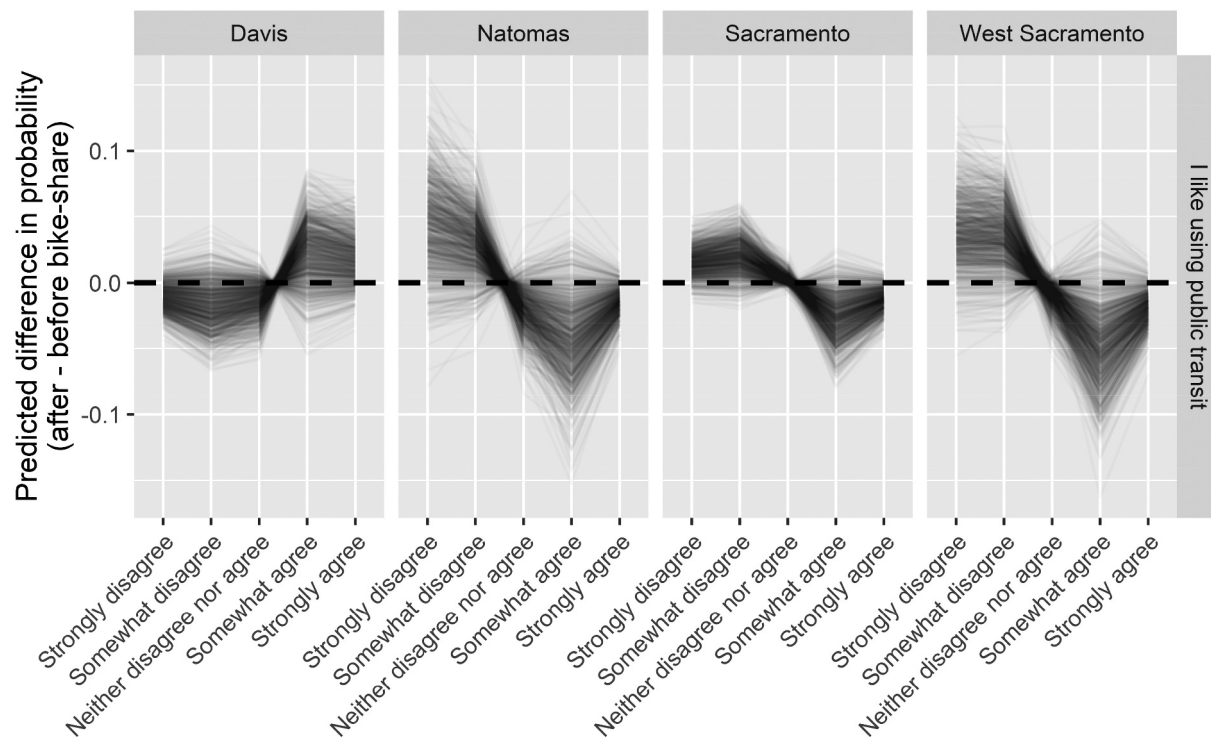 Davis
Natomas
Sacramento
West Sacramento
Predicted difference in probability
(after - before bike-share)
0.1
0.0
-0.1
I like using public transit
Strongly disagree
Somewhat disagree
Neither disagree nor agree
Somewhat agree
Strongly agree
Strongly disagree
Somewhat disagree
Neither disagree nor agree
Somewhat agree
Strongly agree
Strongly disagree
Somewhat disagree
Neither disagree nor agree
Somewhat agree
Strongly agree
Strongly disagree
Somewhat disagree
Neither disagree nor agree
Somewhat agree
Strongly agree